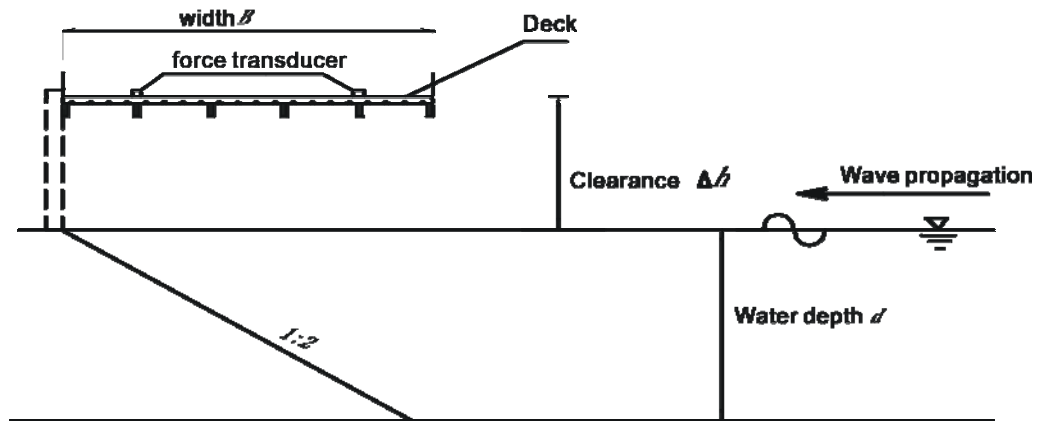 width B
Deck
force transducer
Clearance Δh
Wave propagation
Water depth d
1:2